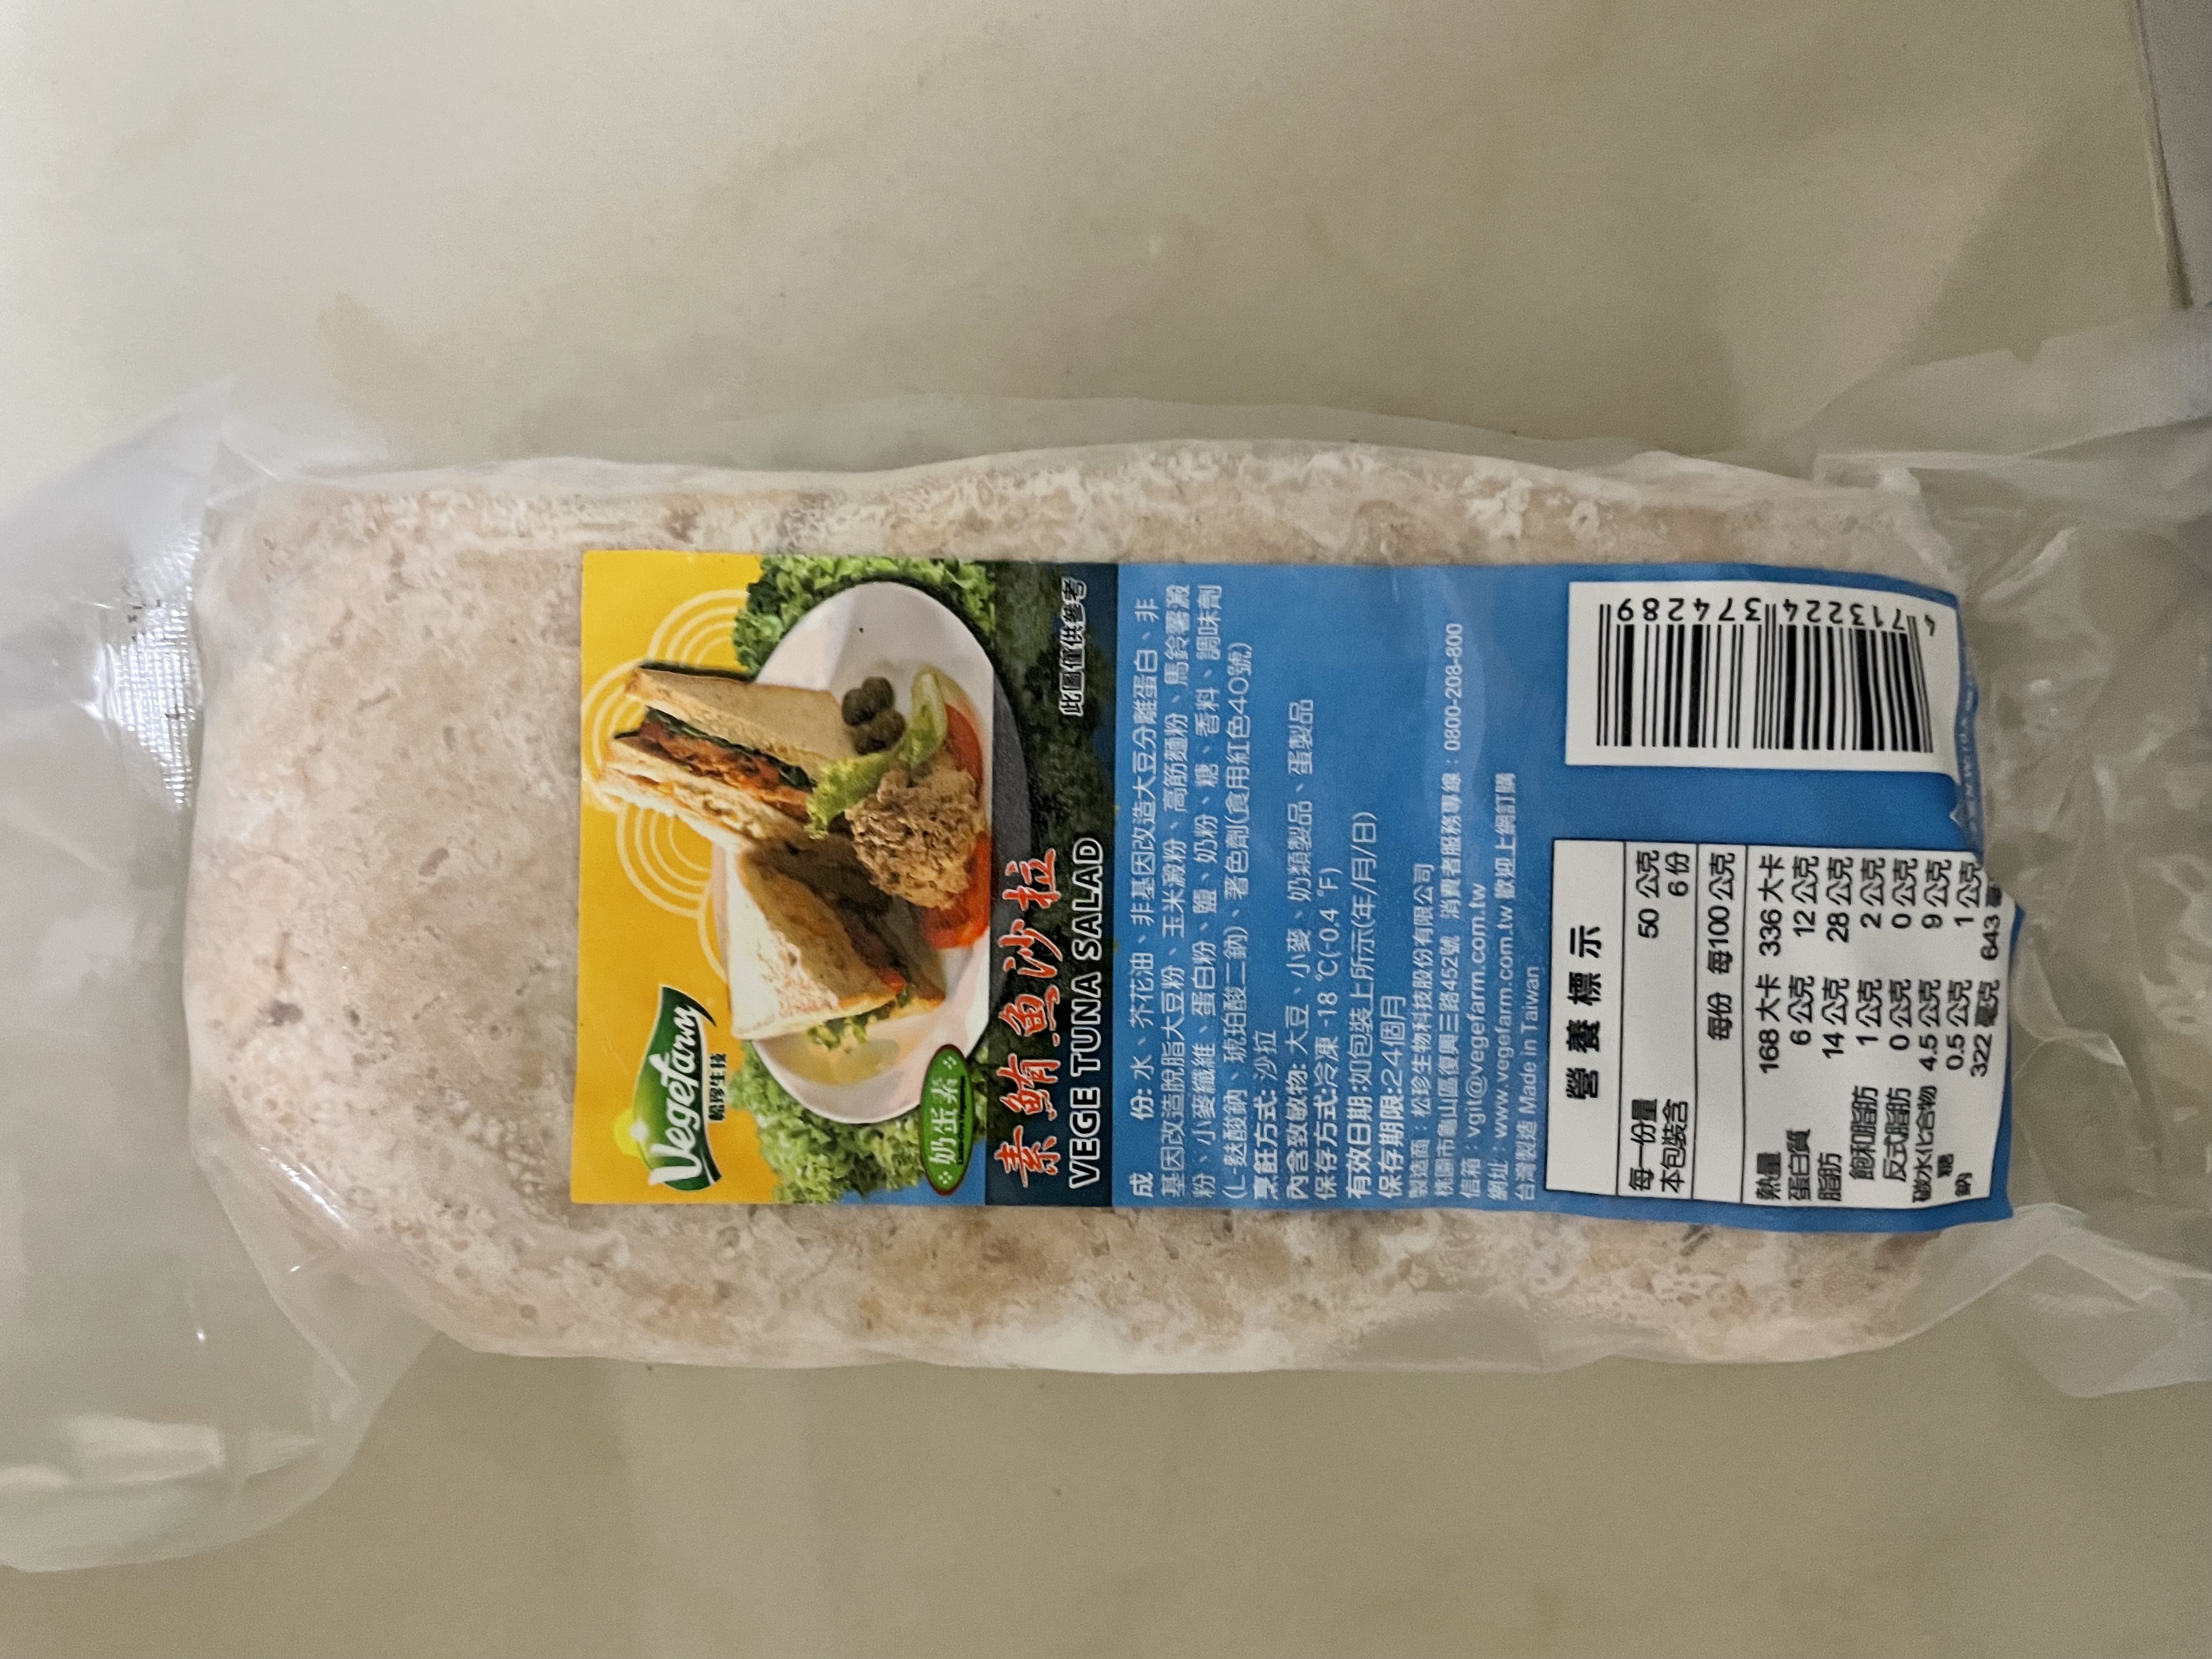 Vegefarm
松珍生技
奶蛋素
素鮪魚沙拉
VEGE TUNA SALAD
此圖僅供參考
成 份:水、芥花油、非基因改造大豆分離蛋白、非
基因改造脫脂大豆粉、玉米澱粉、高筋麵粉、馬鈴薯澱
粉、小麥纖維、蛋白粉、鹽、奶粉、糖、香料、調味劑
(L-麩酸鈉、琥珀酸二鈉)、著色劑(食用紅色40號)
烹飪方式:沙拉
內含致敏物:大豆、小麥、奶類製品、蛋製品
保存方式:冷凍-18℃(-0.4℉)
有效日期:如包裝上所示(年/月/日)
保存期限:24個月
製造商:松珍生物科技股份有限公司
桃園市龜山區復興三路452號 消費者服務專線:0800-208-800
信箱:vgil@vegefarm.com.tw
網址:www.vegefarm.com.tw 歡迎上網訂購
台灣製造 Made in Taiwan
營養標示
每一份量 50 公克
本包裝含 6份
每份 每100公克
熱量 168 大卡 336大卡
蛋白質 6 公克 12 公克
脂肪 14 公克 28 公克
飽和脂肪 1 公克 2 公克
反式脂肪 0 公克 0 公克
碳水化合物 4.5 公克 9 公克
糖 0.5 公克 1 公克
鈉 322 毫克 643 毫
4 713224 374289